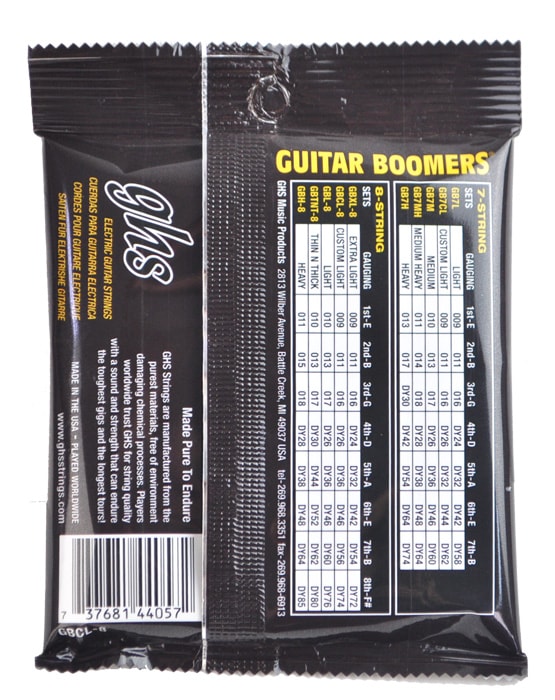 GUITAR BOOMERS™
7-STRING
SETS GAUGING 1st-E 2nd-B 3rd-G 4th-D 5th-A 6th-E 7th-B
GB7L LIGHT 009 011 016 DY24 DY32 DY42 DY58
GB7CL CUSTOM LIGHT 009 011 016 DY26 DY32 DY44 DY62
GB7M MEDIUM 010 013 017 DY26 DY36 DY46 DY60
GB7MH MEDIUM HEAVY 011 014 018 DY28 DY38 DY48 DY64
GB7H HEAVY 013 017 DY30 DY42 DY54 DY64 DY74
8-STRING
SETS GAUGING 1st-E 2nd-B 3rd-G 4th-D 5th-A 6th-E 7th-B 8th-F#
GBXL-8 EXTRA LIGHT 009 011 016 DY24 DY32 DY42 DY54 DY72
GBCL-8 CUSTOM LIGHT 009 011 016 DY26 DY36 DY46 DY56 DY74
GBL-8 LIGHT 010 013 017 DY26 DY36 DY46 DY60 DY76
GBTNT-8 THIN N THICK 010 013 017 DY30 DY44 DY52 DY62 DY80
GBH-8 HEAVY 011 015 018 DY28 DY38 DY48 DY64 DY85
GHS Music Products 2813 Wilber Avenue, Battle Creek, MI 49037 USA tel-269.968.3351 fax-269.968-6913
ghs
ELECTRIC GUITAR STRINGS
CUERDAS PARA GUITARRA ELECTRICA
CORDES POUR GUITARE ELECTRIQUE
SAITEN FUR ELEKTRISHE GITARRE
Made Pure To Endure
GHS Strings are manufactured from the
purest materials, free of environment
damaging chemical processes. Players
worldwide trust GHS for string quality
with a sound and strength that can endure
the toughest gigs and the longest tours!
MADE IN THE USA • PLAYED WORLDWIDE
www.ghsstrings.com
7 37681 44057
GBCL-8